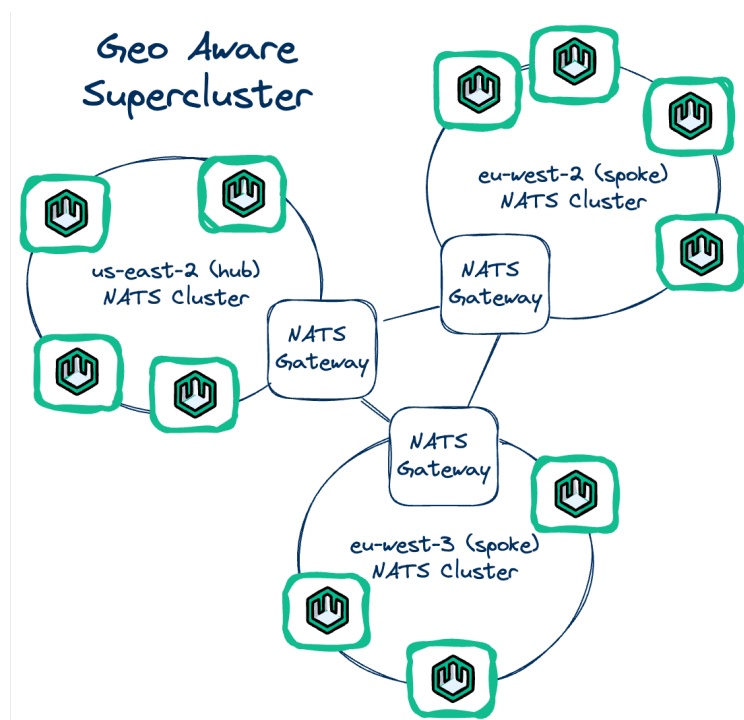 Geo Aware
Supercluster
eu-west-2 (spoke)
NATS Cluster
us-east-2 (hub)
NATS Cluster
NATS
Gateway
NATS
Gateway
NATS
Gateway
eu-west-3 (spoke)
NATS Cluster